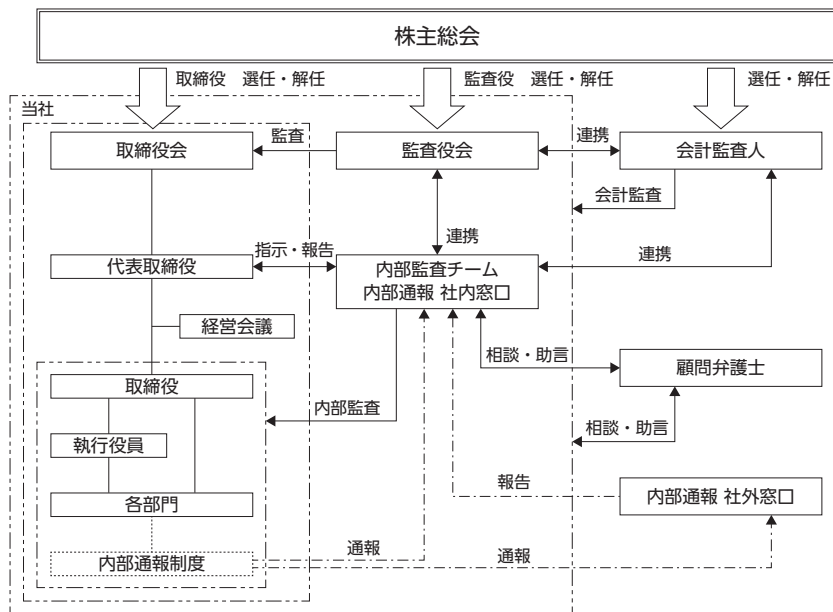 株主総会
取締役 選任・解任
監査役 選任・解任
選任・解任
当社
取締役会
監査
監査役会
連携
会計監査人
会計監査
連携
代表取締役
指示・報告
内部監査チーム
内部通報 社内窓口
連携
経営会議
相談・助言
顧問弁護士
取締役
内部監査
相談・助言
執行役員
報告
内部通報 社外窓口
各部門
通報
通報
内部通報制度